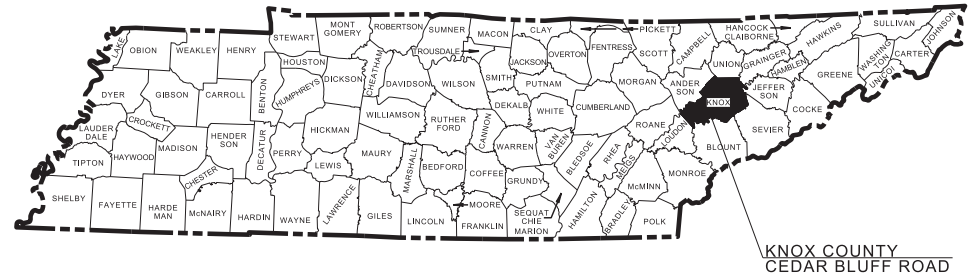 LAKE
OBION
WEAKLEY
HENRY
STEWART
MONT
GOMERY
ROBERTSON
SUMNER
TROUSDALE
MACON
CLAY
PICKETT
HANCOCK
CLAIBORNE
HAWKINS
SULLIVAN
JOHNSON
CARTER
WASHING
TON
UNICOI
GREENE
HAMBLEN
GRAINGER
UNION
CAMPBELL
SCOTT
FENTRESS
OVERTON
JACKSON
SMITH
PUTNAM
WILSON
DAVIDSON
CHEATHAM
DICKSON
HOUSTON
HUMPHREYS
BENTON
CARROLL
GIBSON
DYER
CROCKETT
LAUDER
DALE
HAYWOOD
MADISON
HENDER
SON
DECATUR
PERRY
HICKMAN
WILLIAMSON
RUTHER
FORD
CANNON
DEKALB
WHITE
CUMBERLAND
MORGAN
ANDER
SON
KNOX
JEFFER
SON
COCKE
SEVIER
BLOUNT
LOUDON
ROANE
RHEA
MEIGS
BLEDSOE
VAN
BUREN
WARREN
COFFEE
BEDFORD
MARSHALL
MAURY
LEWIS
CHESTER
TIPTON
SHELBY
FAYETTE
HARDE
MAN
McNAIRY
HARDIN
WAYNE
LAWRENCE
GILES
LINCOLN
MOORE
FRANKLIN
GRUNDY
SEQUAT
CHIE
MARION
HAMILTON
BRADLEY
McMINN
POLK
MONROE
KNOX COUNTY
CEDAR BLUFF ROAD